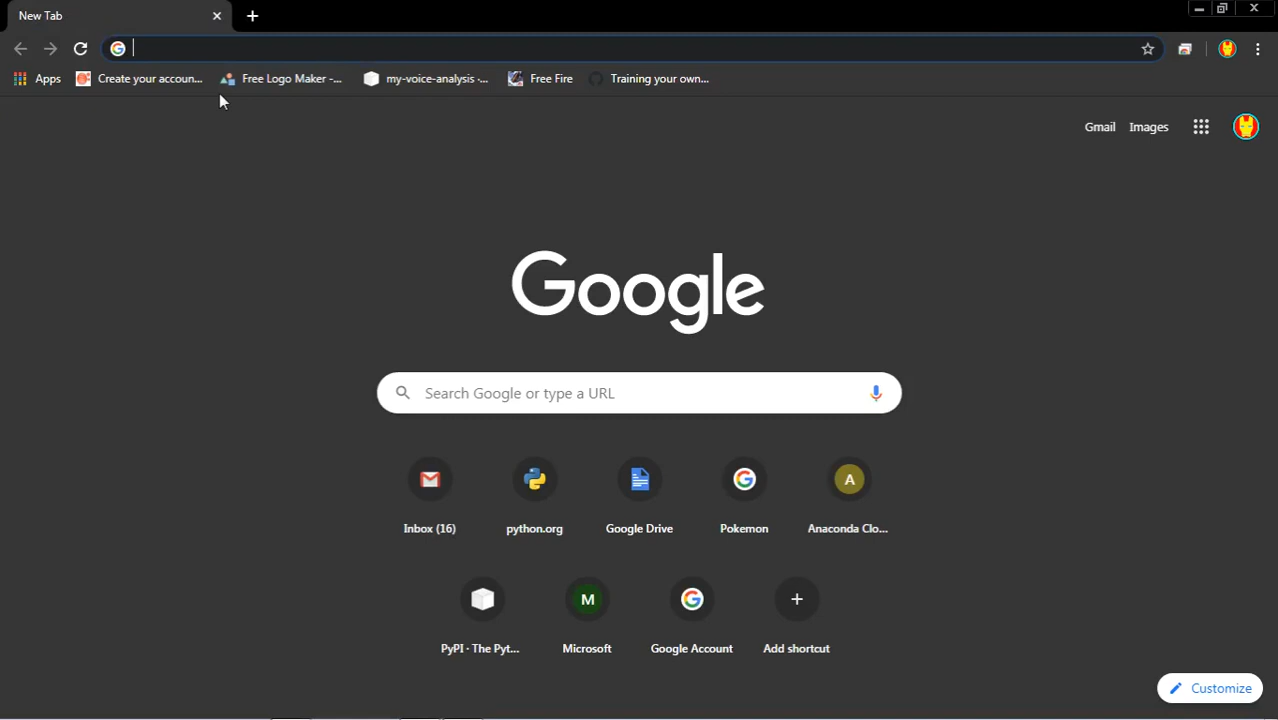 New Tab
Apps
Create your accoun...
Free Logo Maker -...
my-voice-analysis ·...
Free Fire
Training your own...
Gmail
Images
Google
Search Google or type a URL
Inbox (16)
python.org
Google Drive
Pokemon
A
Anaconda Clo...
PyPI · The Pyt...
M
Microsoft
Google Account
Add shortcut
Customize